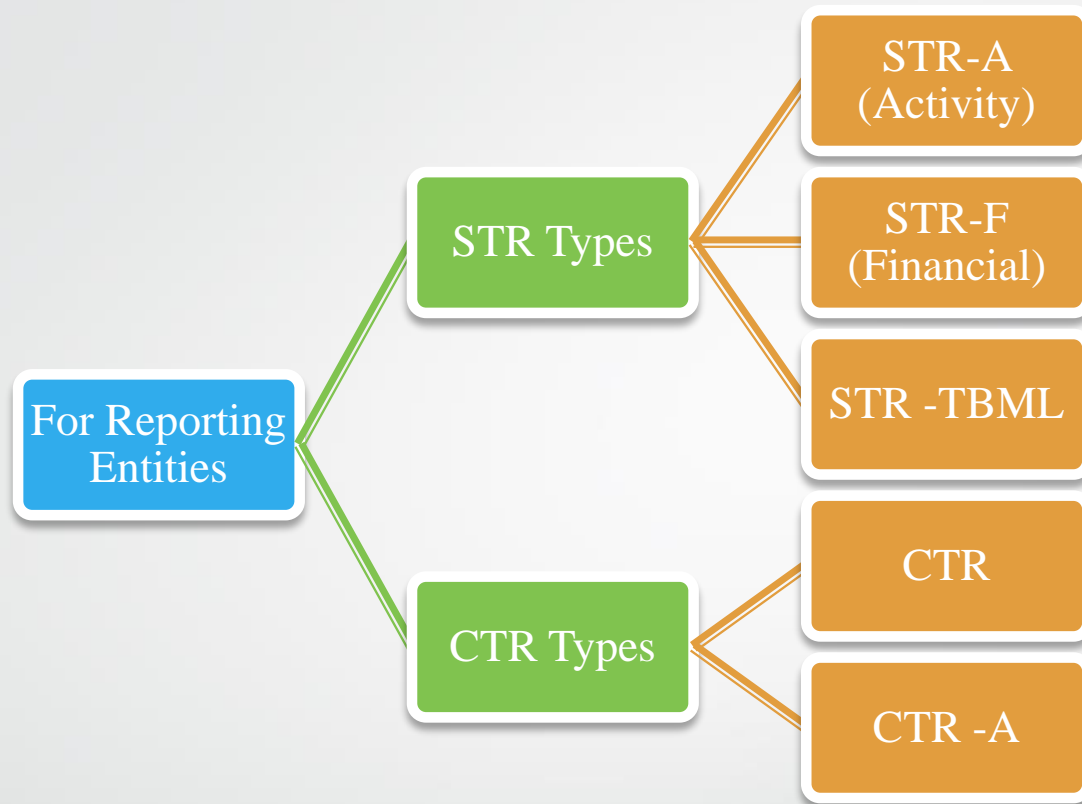 For Reporting
Entities
STR Types
STR-A
(Activity)
STR-F
(Financial)
STR -TBML
CTR Types
CTR
CTR -A